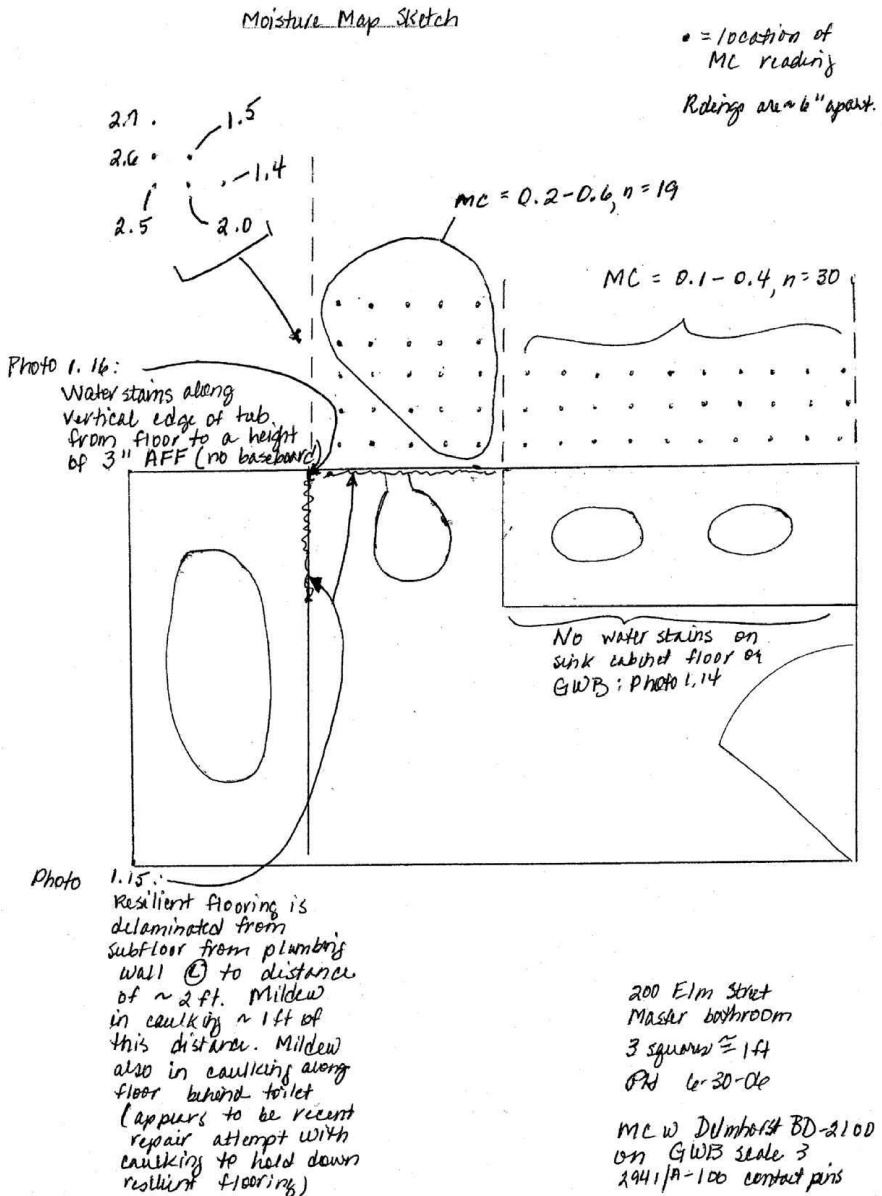 Moisture Map Sketch
• = location of
MC reading
Rdings are ~ 6" apart.
2.7
1.5
2.6
1.4
2.5
2.0
MC = 0.2-0.6, n = 19
MC = 0.1-0.4, n = 30
Photo 1.16:
Water stains along
vertical edge of tub
from floor to a height
of 3" AFF (no baseboard)
No water stains on
sink cabinet floor or
GWB: Photo 1.14
Photo 1.15:
Resilient flooring is
delaminated from
subfloor from plumbing
wall to distance
of ~ 2 ft. Mildew
in caulking ~ 1 ft of
this distance. Mildew
also in caulking along
floor behind toilet
(appears to be recent
repair attempt with
caulking to hold down
resilient flooring)
200 Elm Street
Master bathroom
3 squares ≅ 1 ft
6-30-06
MC w Delmhorst BD-2100
on GWB scale 3
2941/A-100 contact pins